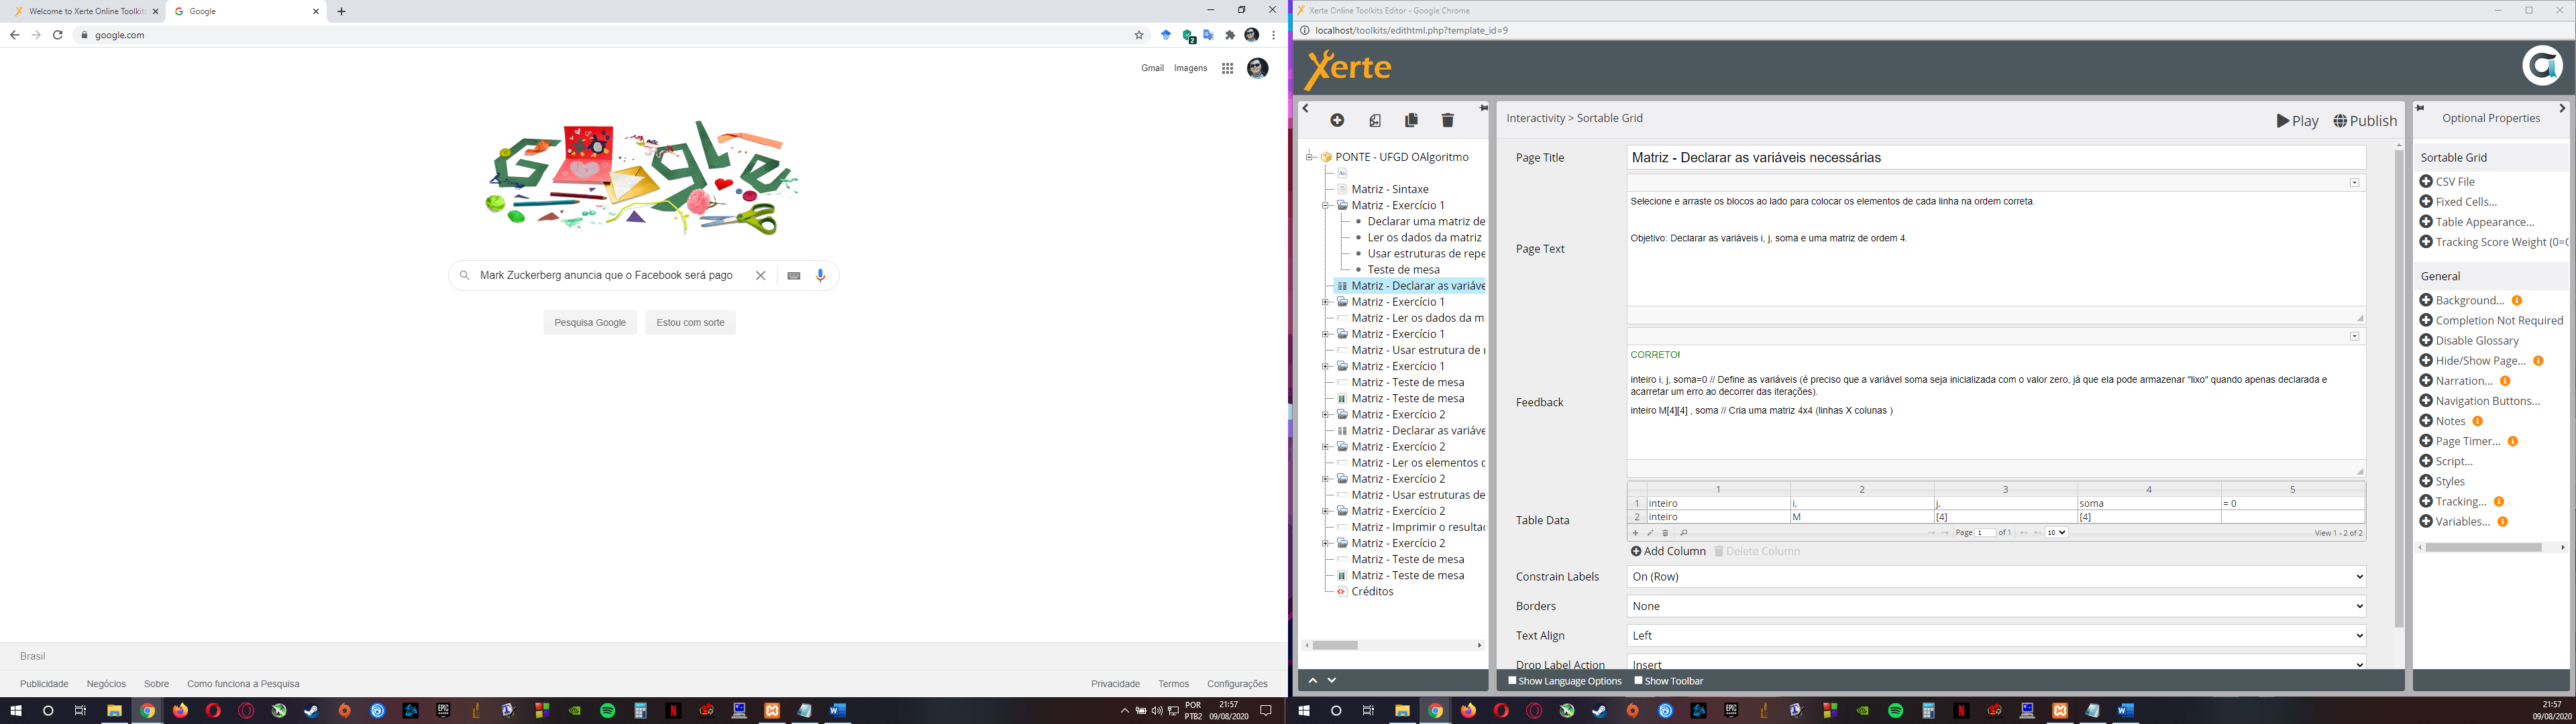 Welcome to Xerte Online Toolkits
Google
google.com
Gmail
Imagens
Google
Mark Zuckerberg anuncia que o Facebook será pago
Pesquisa Google
Estou com sorte
Brasil
Publicidade
Negócios
Sobre
Como funciona a Pesquisa
Privacidade
Termos
Configurações
POR
PTB2
21:57
09/08/2020
Xerte Online Toolkits Editor - Google Chrome
localhost/toolkits/edithtml.php?template_id=9
Xerte
PONTE - UFGD OAlgoritmo
Matriz - Sintaxe
Matriz - Exercício 1
Declarar uma matriz de
Ler os dados da matriz
Usar estruturas de repe
Teste de mesa
Matriz - Declarar as variáve
Matriz - Exercício 1
Matriz - Ler os dados da m
Matriz - Exercício 1
Matriz - Usar estrutura de
Matriz - Exercício 1
Matriz - Teste de mesa
Matriz - Teste de mesa
Matriz - Exercício 2
Matriz - Declarar as variáve
Matriz - Exercício 2
Matriz - Ler os elementos
Matriz - Exercício 2
Matriz - Usar estruturas de
Matriz - Exercício 2
Matriz - Imprimir o resultad
Matriz - Exercício 2
Matriz - Teste de mesa
Matriz - Teste de mesa
Créditos
Interactivity > Sortable Grid
Play
Publish
Page Title
Matriz - Declarar as variáveis necessárias
Page Text
Selecione e arraste os blocos ao lado para colocar os elementos de cada linha na ordem correta.
Objetivo: Declarar as variáveis i, j, soma e uma matriz de ordem 4.
Feedback
CORRETO!
inteiro i, j, soma=0 // Define as variáveis (é preciso que a variável soma seja inicializada com o valor zero, já que ela pode armazenar "lixo" quando apenas declarada e
acarretar um erro ao decorrer das iterações).
inteiro M[4][4] , soma // Cria uma matriz 4x4 (linhas X colunas )
Table Data
1 2 3 4 5
1 inteiro i, j, soma = 0
2 inteiro M [4] [4]
Page 1 of 1 10 View 1 - 2 of 2
Add Column Delete Column
Constrain Labels
On (Row)
Borders
None
Text Align
Left
Drop Label Action
Insert
Show Language Options
Show Toolbar
Optional Properties
Sortable Grid
CSV File
Fixed Cells...
Table Appearance...
Tracking Score Weight (0=
General
Background...
Completion Not Required
Disable Glossary
Hide/Show Page...
Narration...
Navigation Buttons...
Notes
Page Timer...
Script...
Styles
Tracking...
Variables...
21:57
09/08/2020